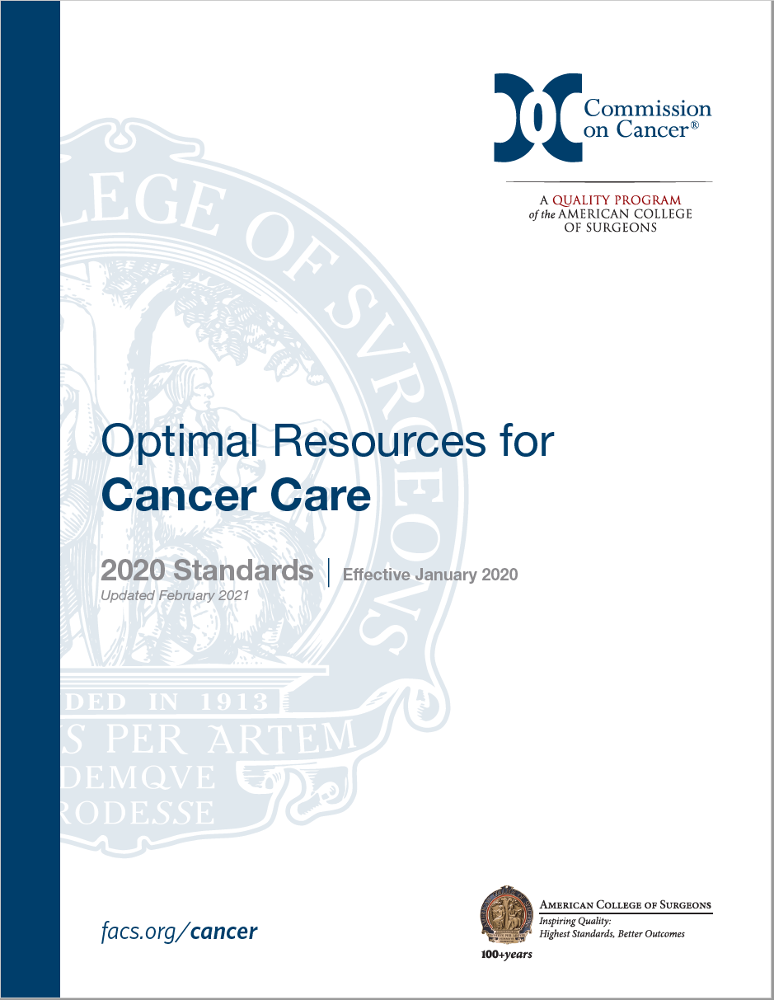 Commission
on Cancer®
A QUALITY PROGRAM
of the AMERICAN COLLEGE
OF SURGEONS
LEGE OF SVRGEONS
Optimal Resources for
Cancer Care
2020 Standards | Effective January 2020
Updated February 2021
DED IN 1913
S PER ARTEM
DEMQVE
RODESSE
facs.org/cancer
AMERICAN COLLEGE OF SURGEONS
Inspiring Quality:
Highest Standards, Better Outcomes
100+years